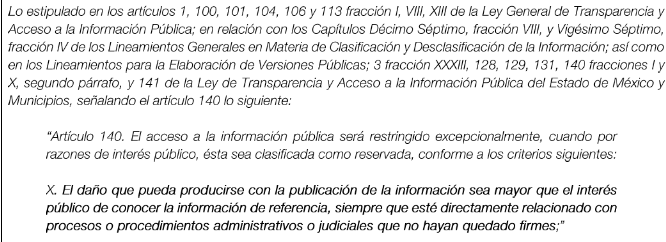 Lo estipulado en los artículos 1, 100, 101, 104, 106 y 113 fracción I, VIII, XIII de la Ley General de Transparencia y
Acceso a la Información Pública; en relación con los Capítulos Décimo Séptimo, fracción VIII, y Vigésimo Séptimo,
fracción IV de los Lineamientos Generales en Materia de Clasificación y Desclasificación de la Información; así como
en los Lineamientos para la Elaboración de Versiones Públicas; 3 fracción XXXIII, 128, 129, 131, 140 fracciones I y
X, segundo párrafo, y 141 de la Ley de Transparencia y Acceso a la Información Pública del Estado de México y
Municipios, señalando el artículo 140 lo siguiente:
“Artículo 140. El acceso a la información pública será restringido excepcionalmente, cuando por
razones de interés público, ésta sea clasificada como reservada, conforme a los criterios siguientes:
X. El daño que pueda producirse con la publicación de la información sea mayor que el interés
público de conocer la información de referencia, siempre que esté directamente relacionado con
procesos o procedimientos administrativos o judiciales que no hayan quedado firmes;”